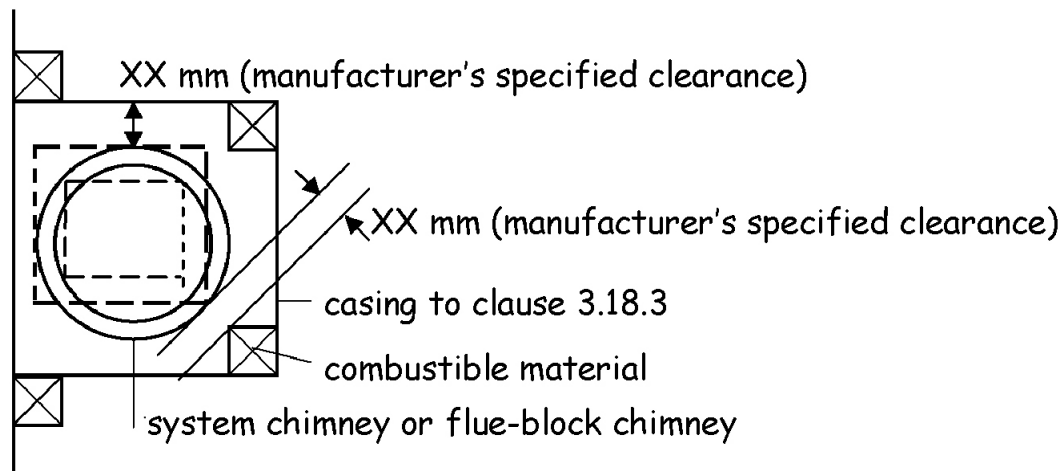 XX mm (manufacturer's specified clearance)
XX mm (manufacturer's specified clearance)
casing to clause 3.18.3
combustible material
system chimney or flue-block chimney